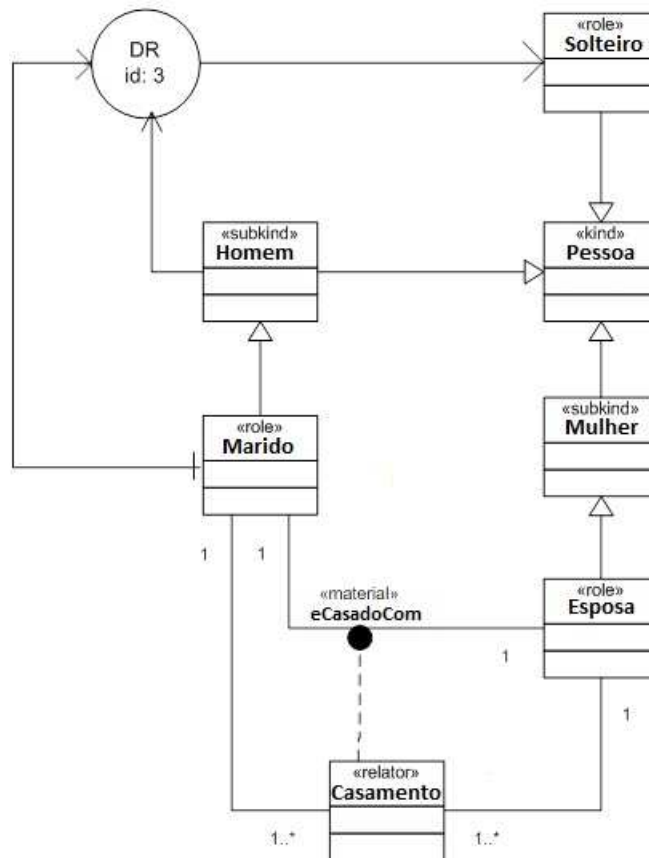 DR
id: 3
«role»
Solteiro
«subkind»
Homem
«kind»
Pessoa
«role»
Marido
«subkind»
Mulher
1
1
«material»
eCasadoCom
«role»
Esposa
1
1
«relator»
Casamento
1..*
1..*